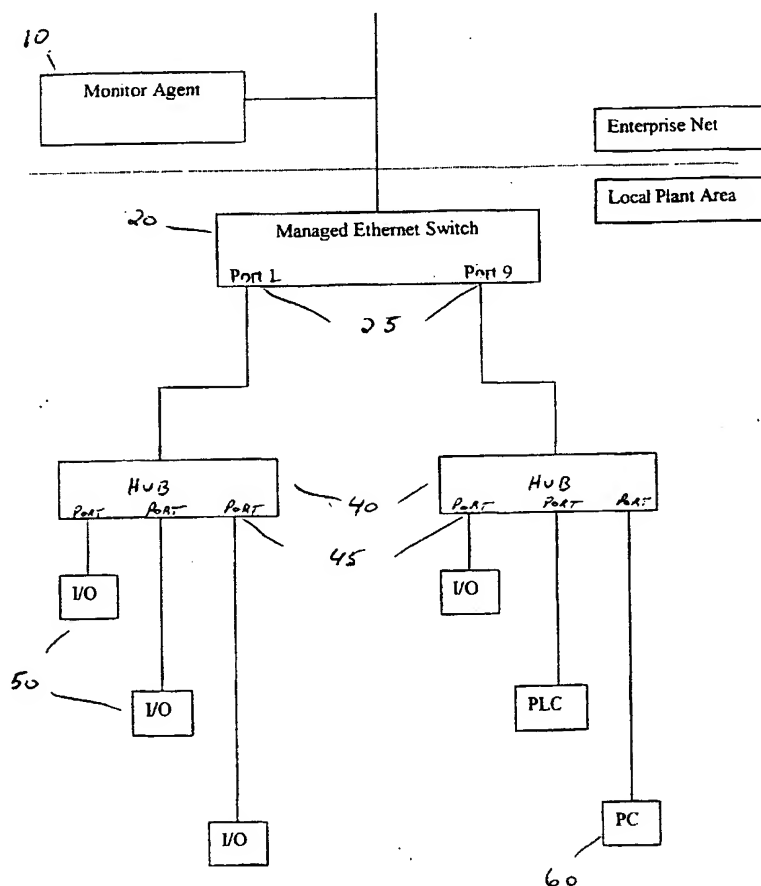 10
Monitor Agent
Enterprise Net
Local Plant Area
20
Managed Ethernet Switch
Port 1 Port 9
25
HUB HUB
40
PORT PORT PORT PORT PORT PORT
45
I/O I/O
50
I/O PLC
I/O PC
60